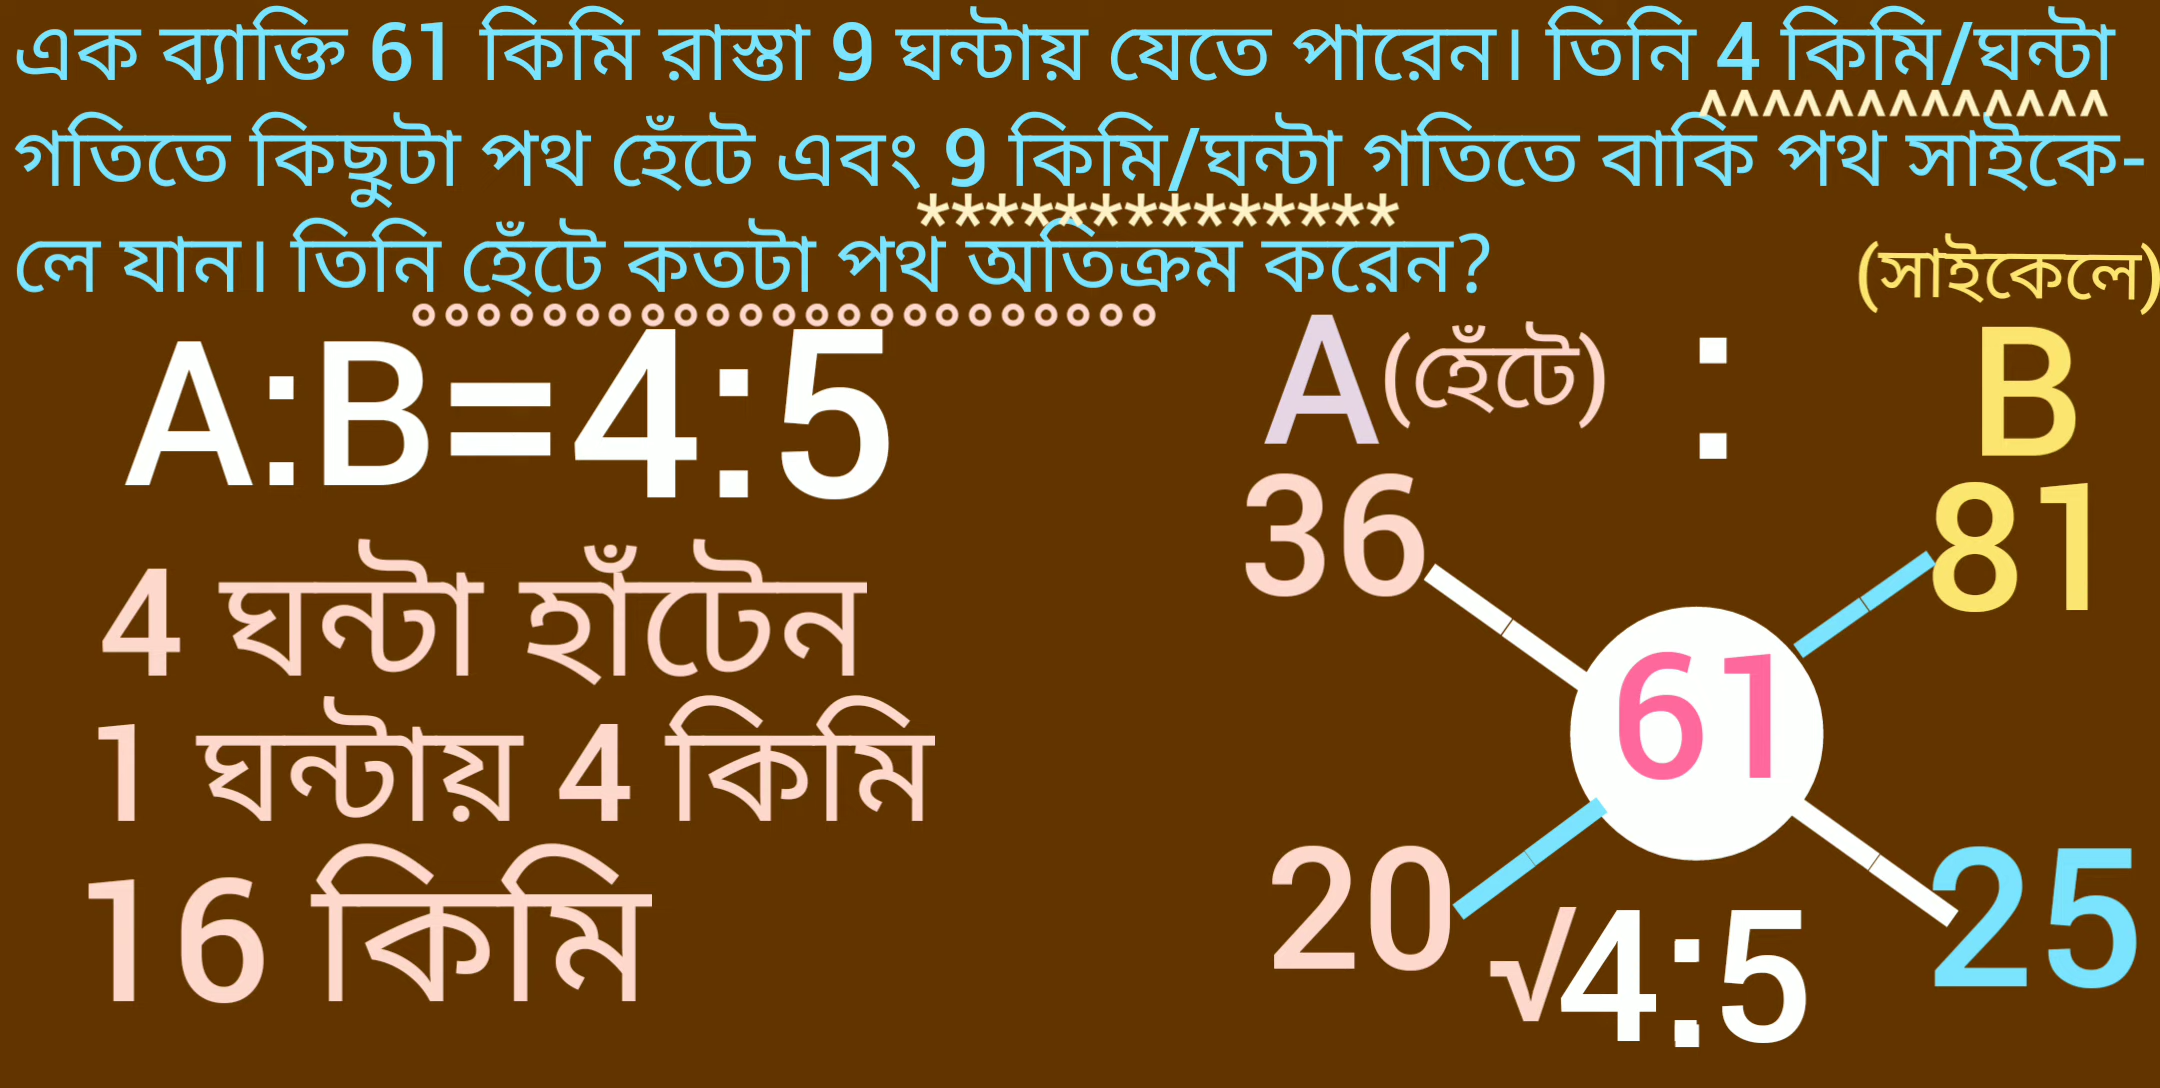 এক ব্যাক্তি 61 কিমি রাস্তা 9 ঘন্টায় যেতে পারেন। তিনি 4 কিমি/ঘন্টা
^^^^^^^^^^^^^
গতিতে কিছুটা পথ হেঁটে এবং 9 কিমি/ঘন্টা গতিতে বাকি পথ সাইকে-
**************
লে যান। তিনি হেঁটে কতটা পথ অতিক্রম করেন?
(সাইকেলে)
A:B=4:5
A(হেঁটে) : B
36 81
4 ঘন্টা হাঁটেন
61
1 ঘন্টায় 4 কিমি
20 25
16 কিমি
√4:5